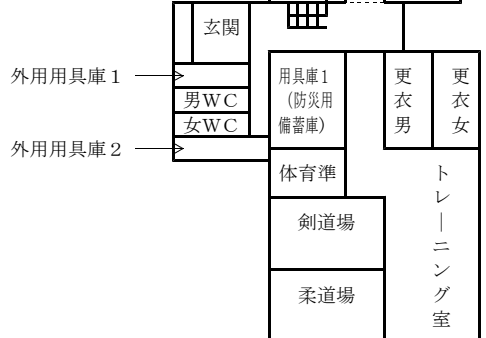 玄関
外用用具庫１
男ＷＣ
女ＷＣ
外用用具庫２
用具庫１
（防災用
備蓄庫）
更衣男
更衣女
体育準
剣道場
柔道場
トレーニング室